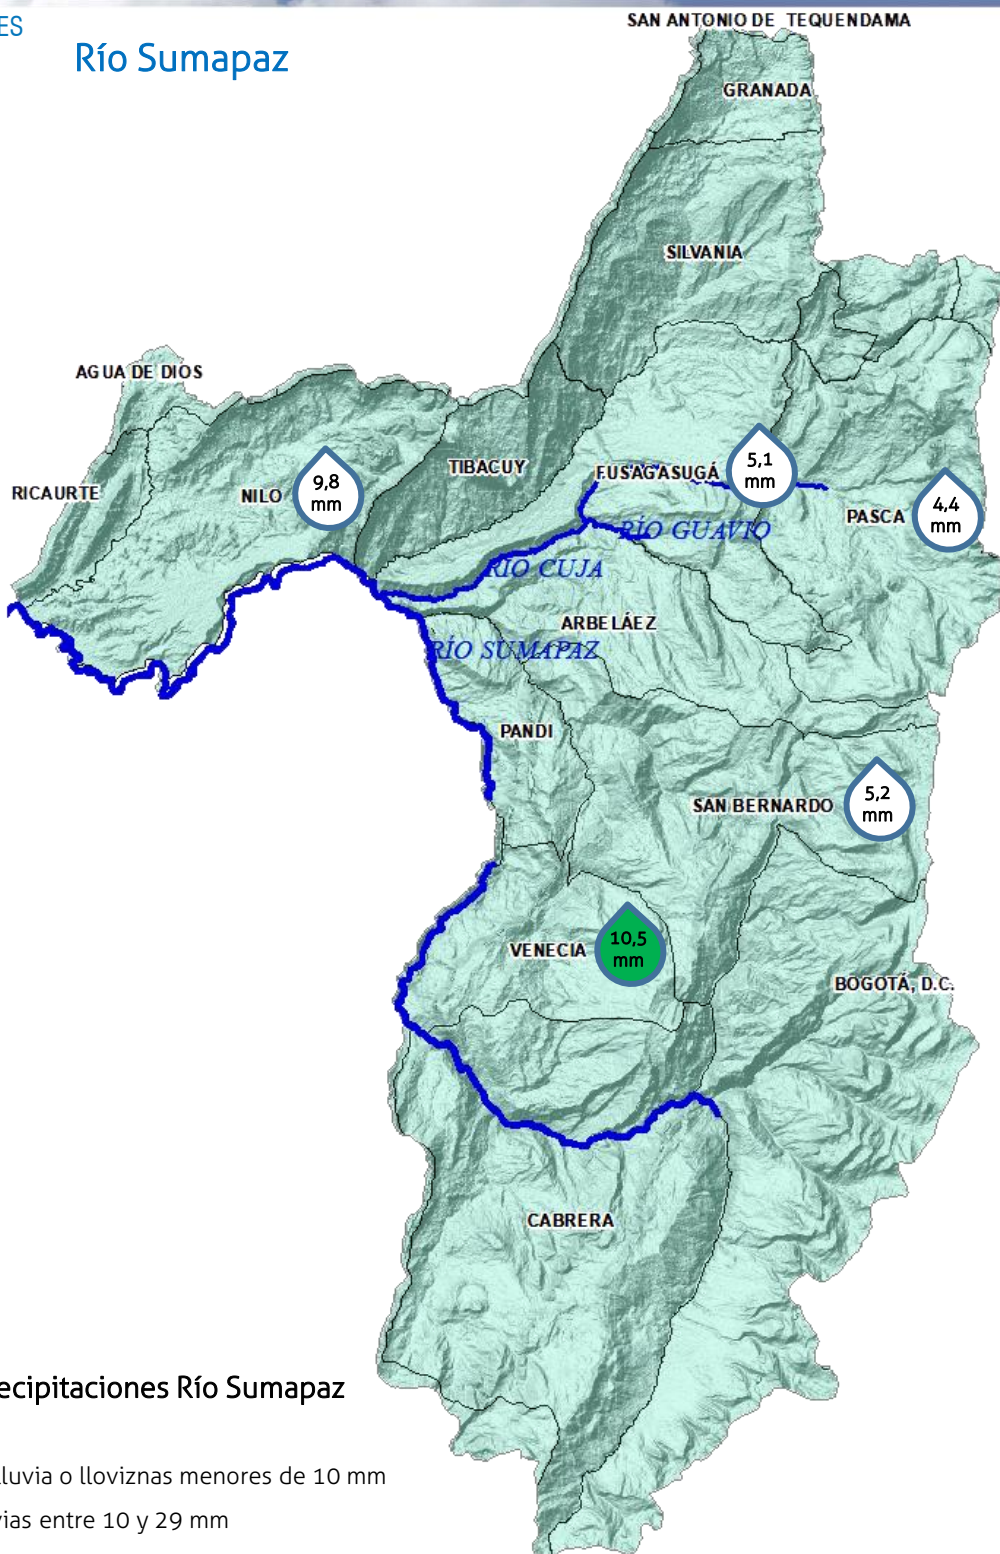 ES
SAN ANTONIO DE TEQUENDAMA
Río Sumapaz
GRANADA
SILVANIA
AGUA DE DIOS
TIBACUY
FUSAGASUGÁ
5,1
mm
RICAURTE
NILO
9,8
mm
PASCA
4,4
mm
RÍO GUAVIO
RÍO CUJA
ARBELÁEZ
RÍO SUMAPAZ
PANDI
SAN BERNARDO
5,2
mm
VENECIA
10,5
mm
BOGOTÁ, D.C.
CABRERA
ecipitaciones Río Sumapaz
lluvia o lloviznas menores de 10 mm
vias entre 10 y 29 mm